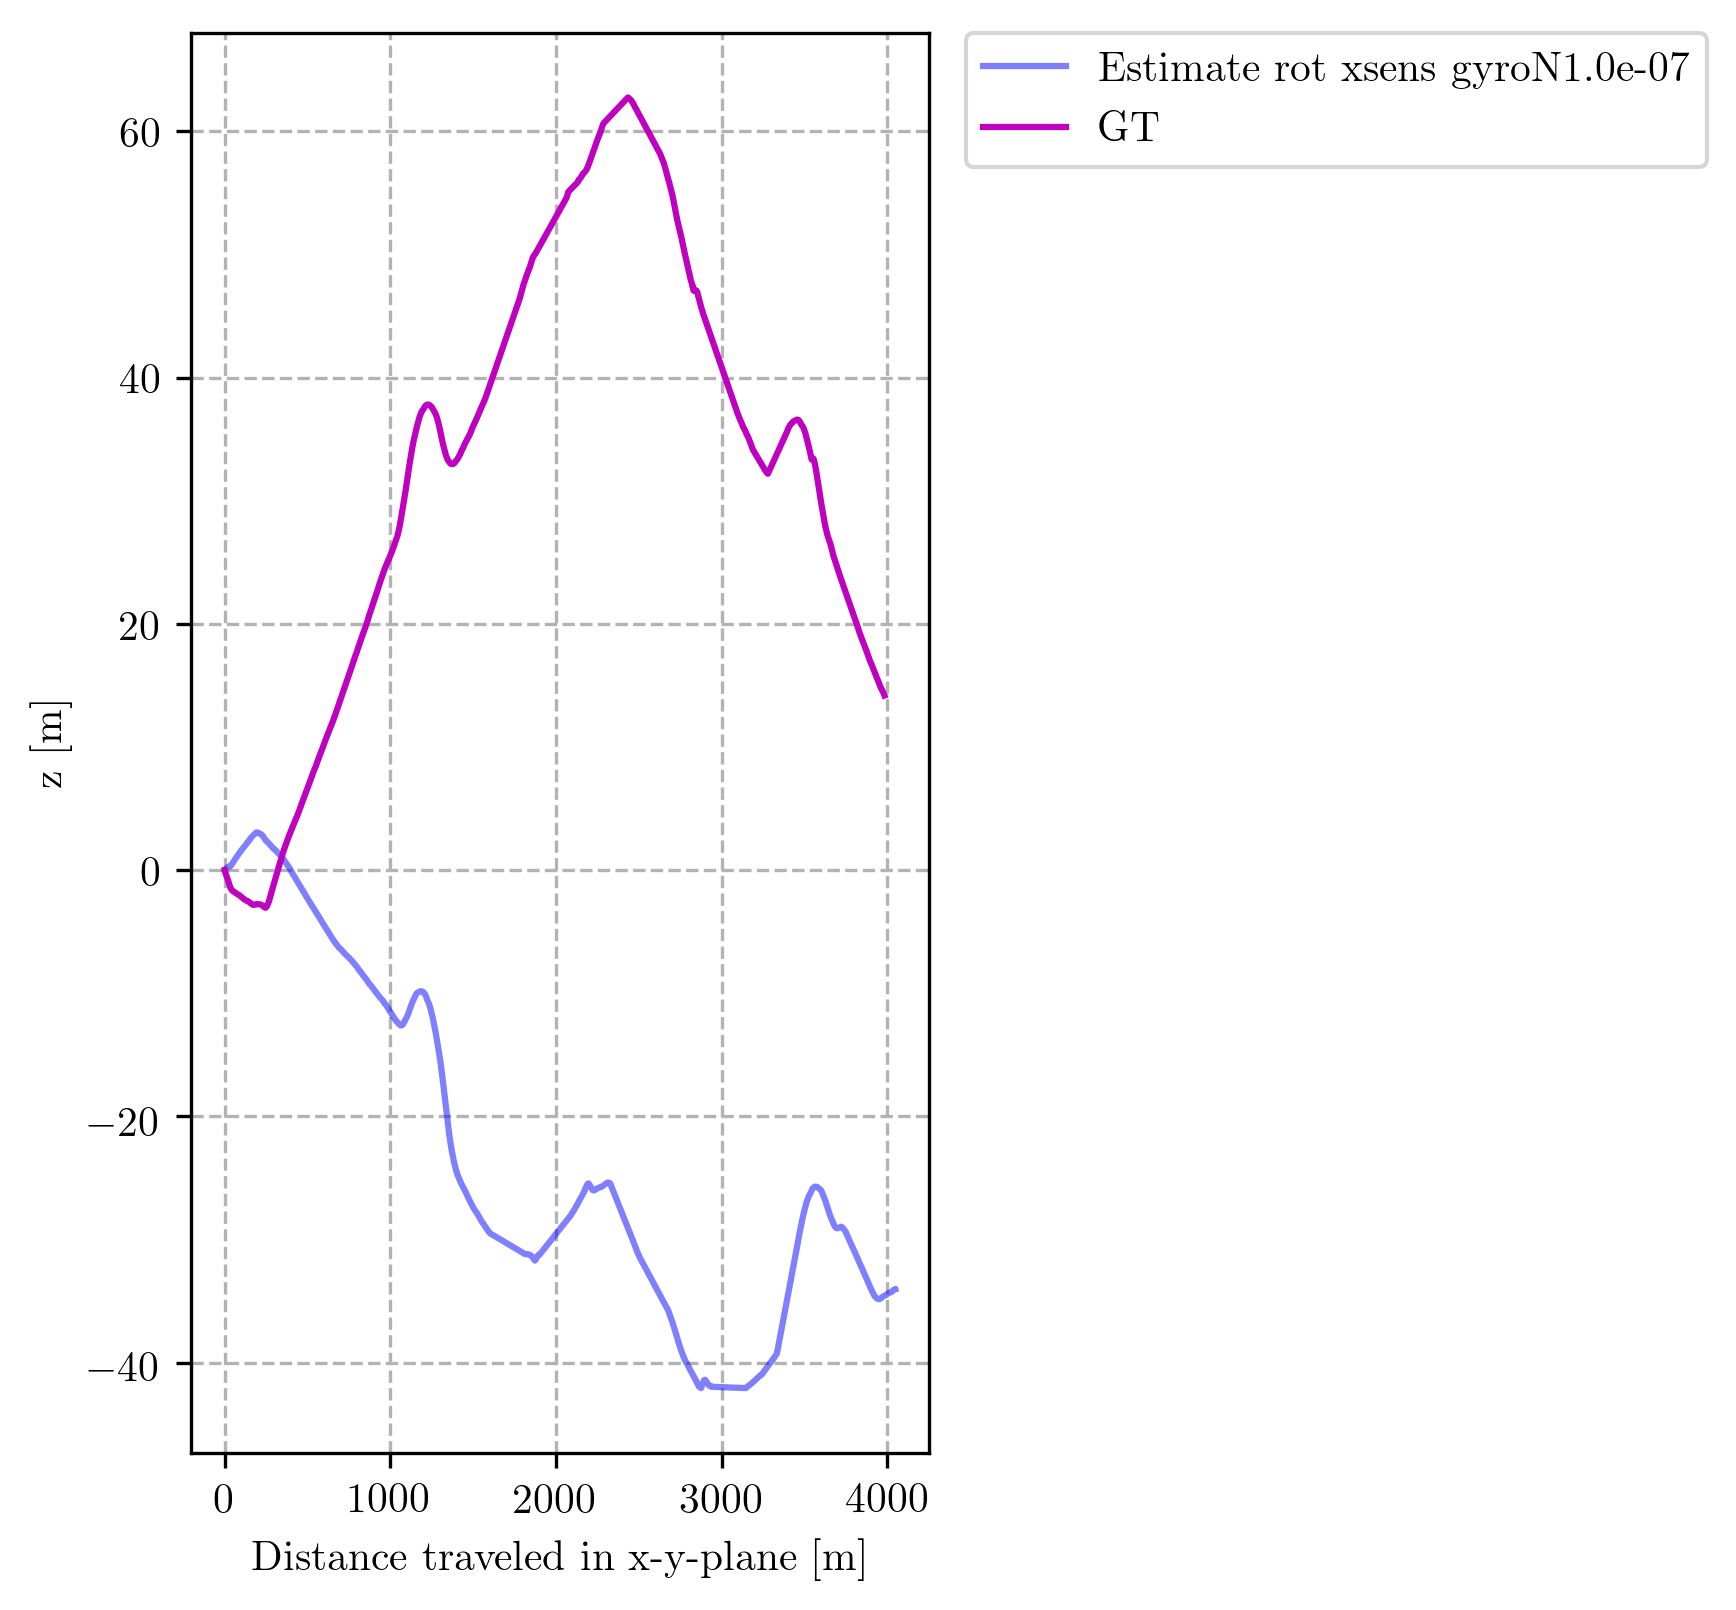 Estimate rot xsens gyroN1.0e-07
GT
60
40
20
0
−20
−40
z [m]
0 1000 2000 3000 4000
Distance traveled in x-y-plane [m]